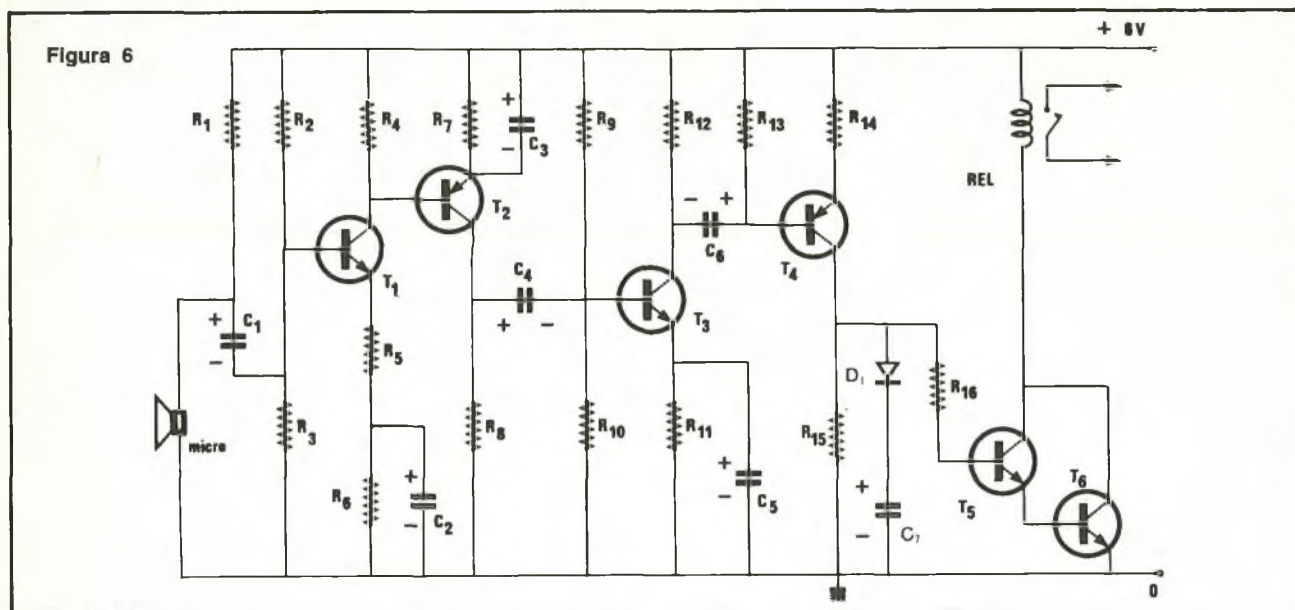 Figura 6
+ 6V
R1
R2
R4
R7
+
C3
−
R9
R12
R13
R14
REL
T2
− +
C6
T4
T1
C4
+ −
T3
+
C1
−
R5
D1
R16
micro
R3
R8
R10
R11
R15
R6
+
C2
−
+
C5
−
+
C7
−
T5
T6
0